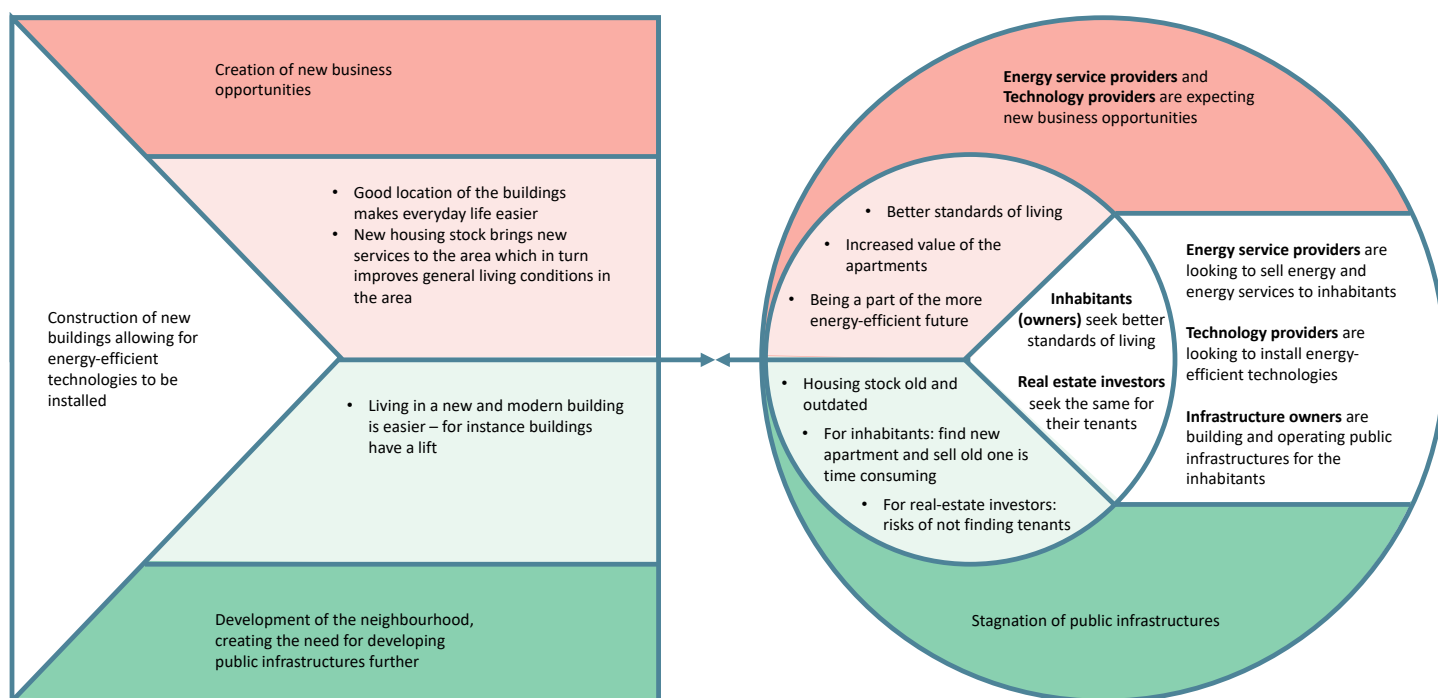 Creation of new business
opportunities
• Good location of the buildings
makes everyday life easier
• New housing stock brings new
services to the area which in turn
improves general living conditions in
the area
Construction of new
buildings allowing for
energy-efficient
technologies to be
installed
• Living in a new and modern building
is easier – for instance buildings
have a lift
Development of the neighbourhood,
creating the need for developing
public infrastructures further
Energy service providers and
Technology providers are expecting
new business opportunities
• Better standards of living
• Increased value of the
apartments
• Being a part of the more
energy-efficient future
Inhabitants
(owners) seek better
standards of living
Real estate investors
seek the same for
their tenants
Energy service providers are
looking to sell energy and
energy services to inhabitants
Technology providers are
looking to install energy-
efficient technologies
Infrastructure owners are
building and operating public
infrastructures for the
inhabitants
• Housing stock old and
outdated
• For inhabitants: find new
apartment and sell old one is
time consuming
• For real-estate investors:
risks of not finding tenants
Stagnation of public infrastructures